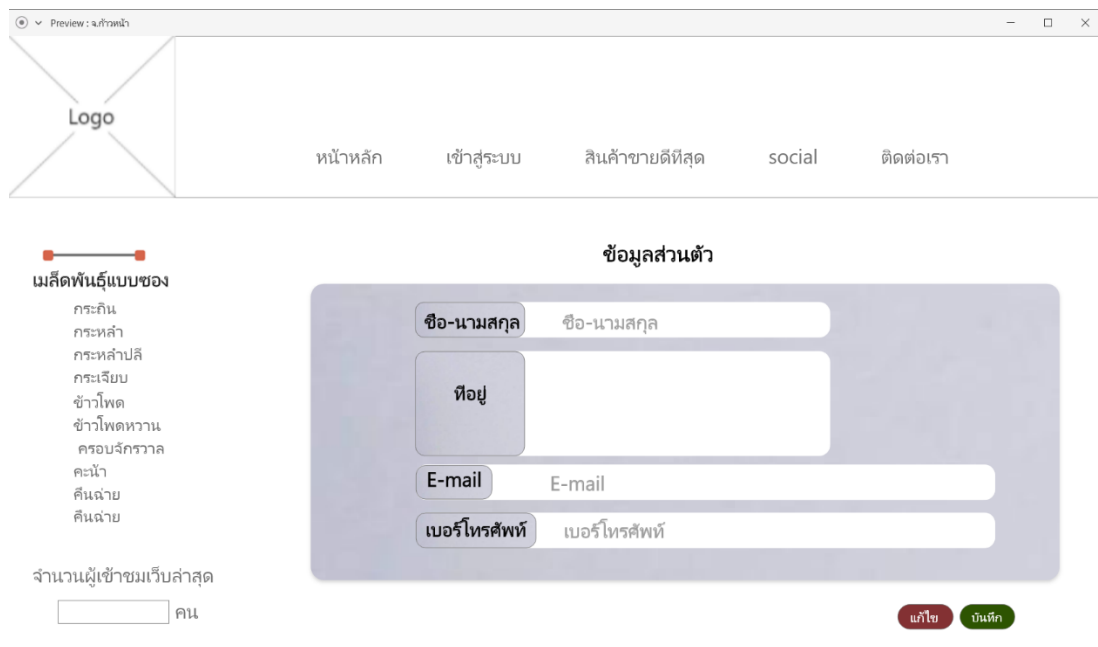 Preview : จ.ก้าวหน้า
Logo
หน้าหลัก เข้าสู่ระบบ สินค้าขายดีที่สุด social ติดต่อเรา
เมล็ดพันธุ์แบบซอง
กระถิน
กระหล่ำ
กระหล่ำปลี
กระเจียบ
ข้าวโพด
ข้าวโพดหวาน
ครอบจักรวาล
คะน้า
คื่นฉ่าย
คื่นฉ่าย
จำนวนผู้เข้าชมเว็บล่าสุด
คน
ข้อมูลส่วนตัว
ชื่อ-นามสกุล ชื่อ-นามสกุล
ที่อยู่
E-mail E-mail
เบอร์โทรศัพท์ เบอร์โทรศัพท์
แก้ไข บันทึก